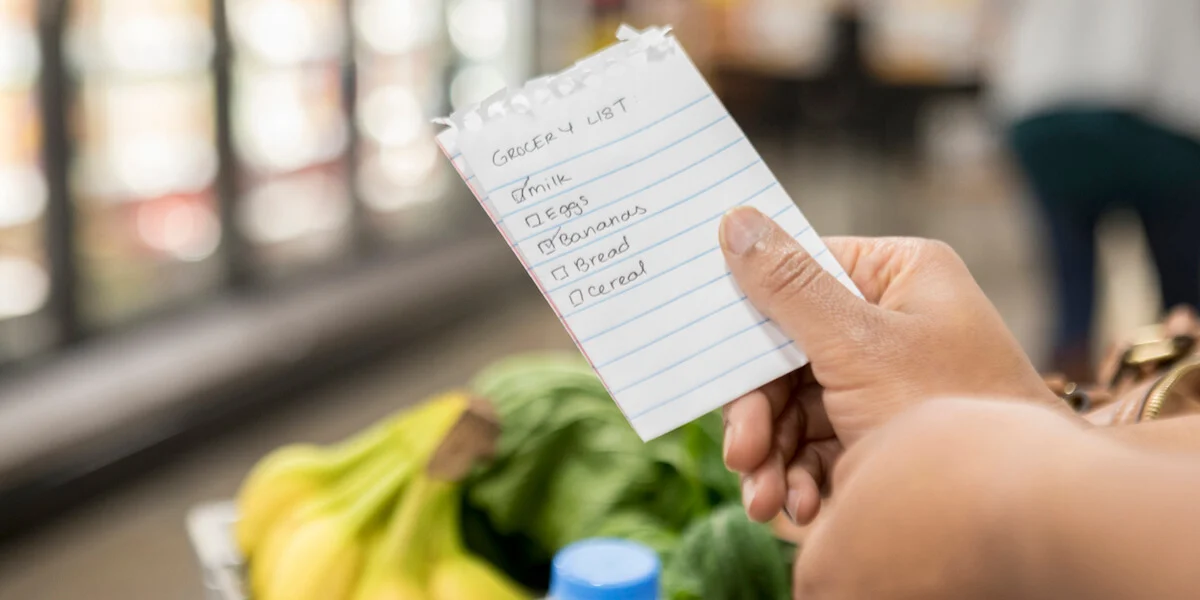 GROCERY LIST
☑ milk
☐ Eggs
☑ Bananas
☐ Bread
☐ cereal